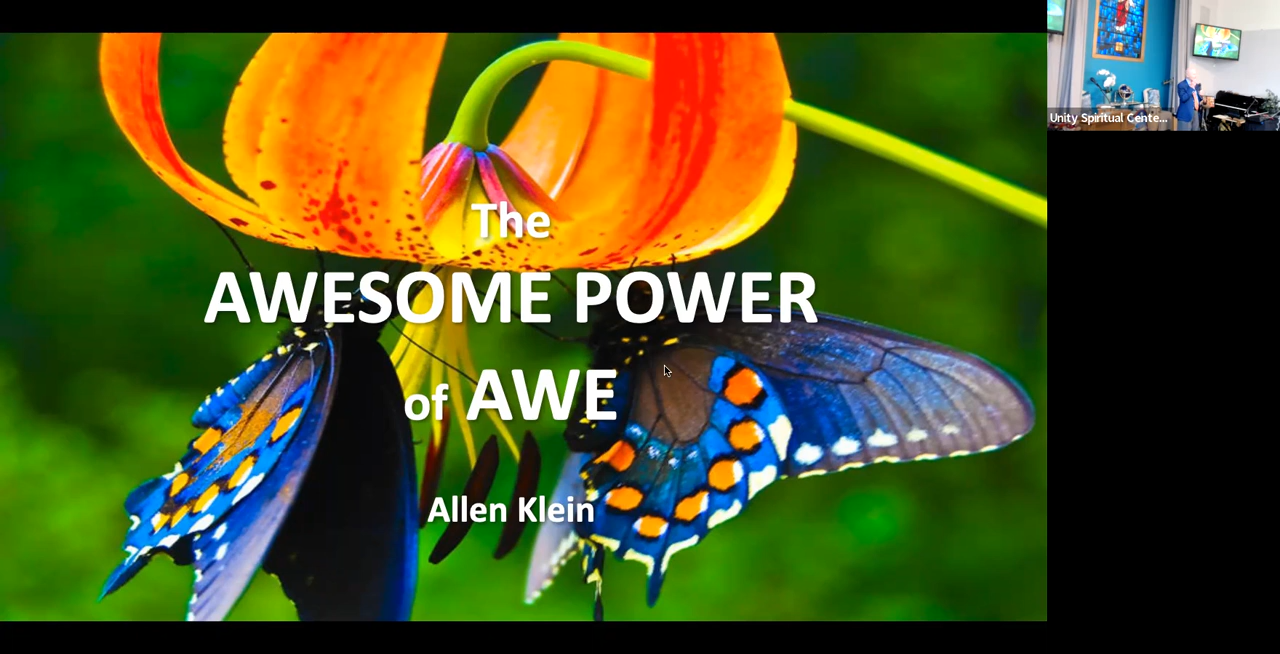 The
AWESOME POWER
of AWE
Allen Klein
Unity Spiritual Cente...